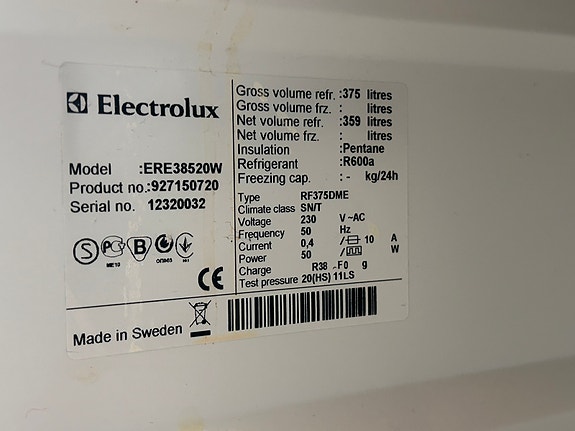 Electrolux
Model :ERE38520W
Product no.:927150720
Serial no. 12320032
S PC B
ME10
CE
Made in Sweden
Gross volume refr. :375 litres
Gross volume frz. : litres
Net volume refr. :359 litres
Net volume frz. : litres
Insulation :Pentane
Refrigerant :R600a
Freezing cap. : - kg/24h
Type RF375DME
Climate class SN/T
Voltage 230 V ~AC
Frequency 50 Hz
Current 0,4 / 10 A
Power 50 / W
Charge R38 -F0 g
Test pressure 20(HS) 11LS